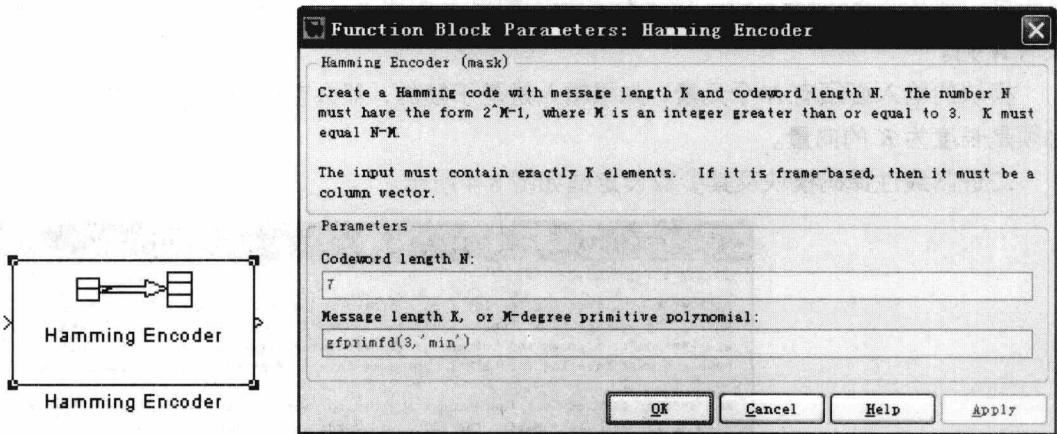 Function Block Parameters: Hamming Encoder
Hamming Encoder (mask)
Create a Hamming code with message length K and codeword length N. The number N
must have the form 2^M-1, where M is an integer greater than or equal to 3. K must
equal N-M.
The input must contain exactly K elements. If it is frame-based, then it must be a
column vector.
Parameters
Codeword length N:
7
Message length K, or M-degree primitive polynomial:
gfprimfd(3,'min')
OK
Cancel
Help
Apply
Hamming Encoder
Hamming Encoder